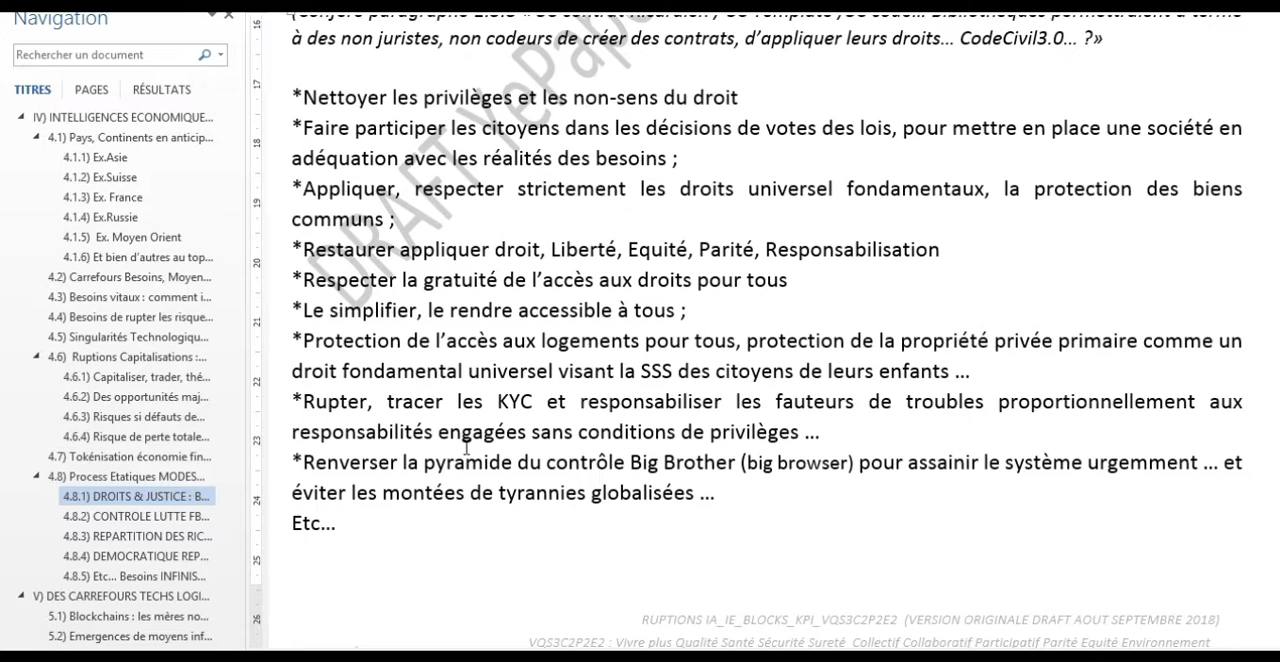 Navigation
Rechercher un document
TITRES PAGES RÉSULTATS
IV) INTELLIGENCES ECONOMIQUE...
4.1) Pays, Continents en anticip...
4.1.1) Ex.Asie
4.1.2) Ex.Suisse
4.1.3) Ex. France
4.1.4) Ex.Russie
4.1.5) Ex. Moyen Orient
4.1.6) Et bien d'autres au top...
4.2) Carrefours Besoins, Moyen...
4.3) Besoins vitaux : comment i...
4.4) Besoins de rupter les risque...
4.5) Singularités Technologiqu...
4.6) Ruptions Capitalisations :...
4.6.1) Capitaliser, trader, thé...
4.6.2) Des opportunités maj...
4.6.3) Risques si défauts de...
4.6.4) Risque de perte totale...
4.7) Tokénisation économie fin...
4.8) Process Etatiques MODES...
4.8.1) DROITS & JUSTICE : B...
4.8.2) CONTROLE LUTTE FB...
4.8.3) REPARTITION DES RIC...
4.8.4) DEMOCRATIQUE REP...
4.8.5) Etc... Besoins INFINIS...
V) DES CARREFOURS TECHS LOGI...
5.1) Blockchains : les mères no...
5.2) Emergences de moyens inf...
16
17
18
19
20
21
22
23
24
25
26
à des non juristes, non codeurs de créer des contrats, d'appliquer leurs droits... CodeCivil3.0... ?»
*Nettoyer les privilèges et les non-sens du droit
*Faire participer les citoyens dans les décisions de votes des lois, pour mettre en place une société en
adéquation avec les réalités des besoins ;
*Appliquer, respecter strictement les droits universel fondamentaux, la protection des biens
communs ;
*Restaurer appliquer droit, Liberté, Equité, Parité, Responsabilisation
*Respecter la gratuité de l'accès aux droits pour tous
*Le simplifier, le rendre accessible à tous ;
*Protection de l'accès aux logements pour tous, protection de la propriété privée primaire comme un
droit fondamental universel visant la SSS des citoyens de leurs enfants ...
*Rupter, tracer les KYC et responsabiliser les fauteurs de troubles proportionnellement aux
responsabilités engagées sans conditions de privilèges ...
*Renverser la pyramide du contrôle Big Brother (big browser) pour assainir le système urgemment ... et
éviter les montées de tyrannies globalisées ...
Etc...
DRAFT YePap
RUPTIONS IA_IE_BLOCKS_KPI_VQS3C2P2E2 (VERSION ORIGINALE DRAFT AOUT SEPTEMBRE 2018)
VQS3C2P2E2 : Vivre plus Qualité Santé Sécurité Sureté Collectif Collaboratif Participatif Parité Equité Environnement